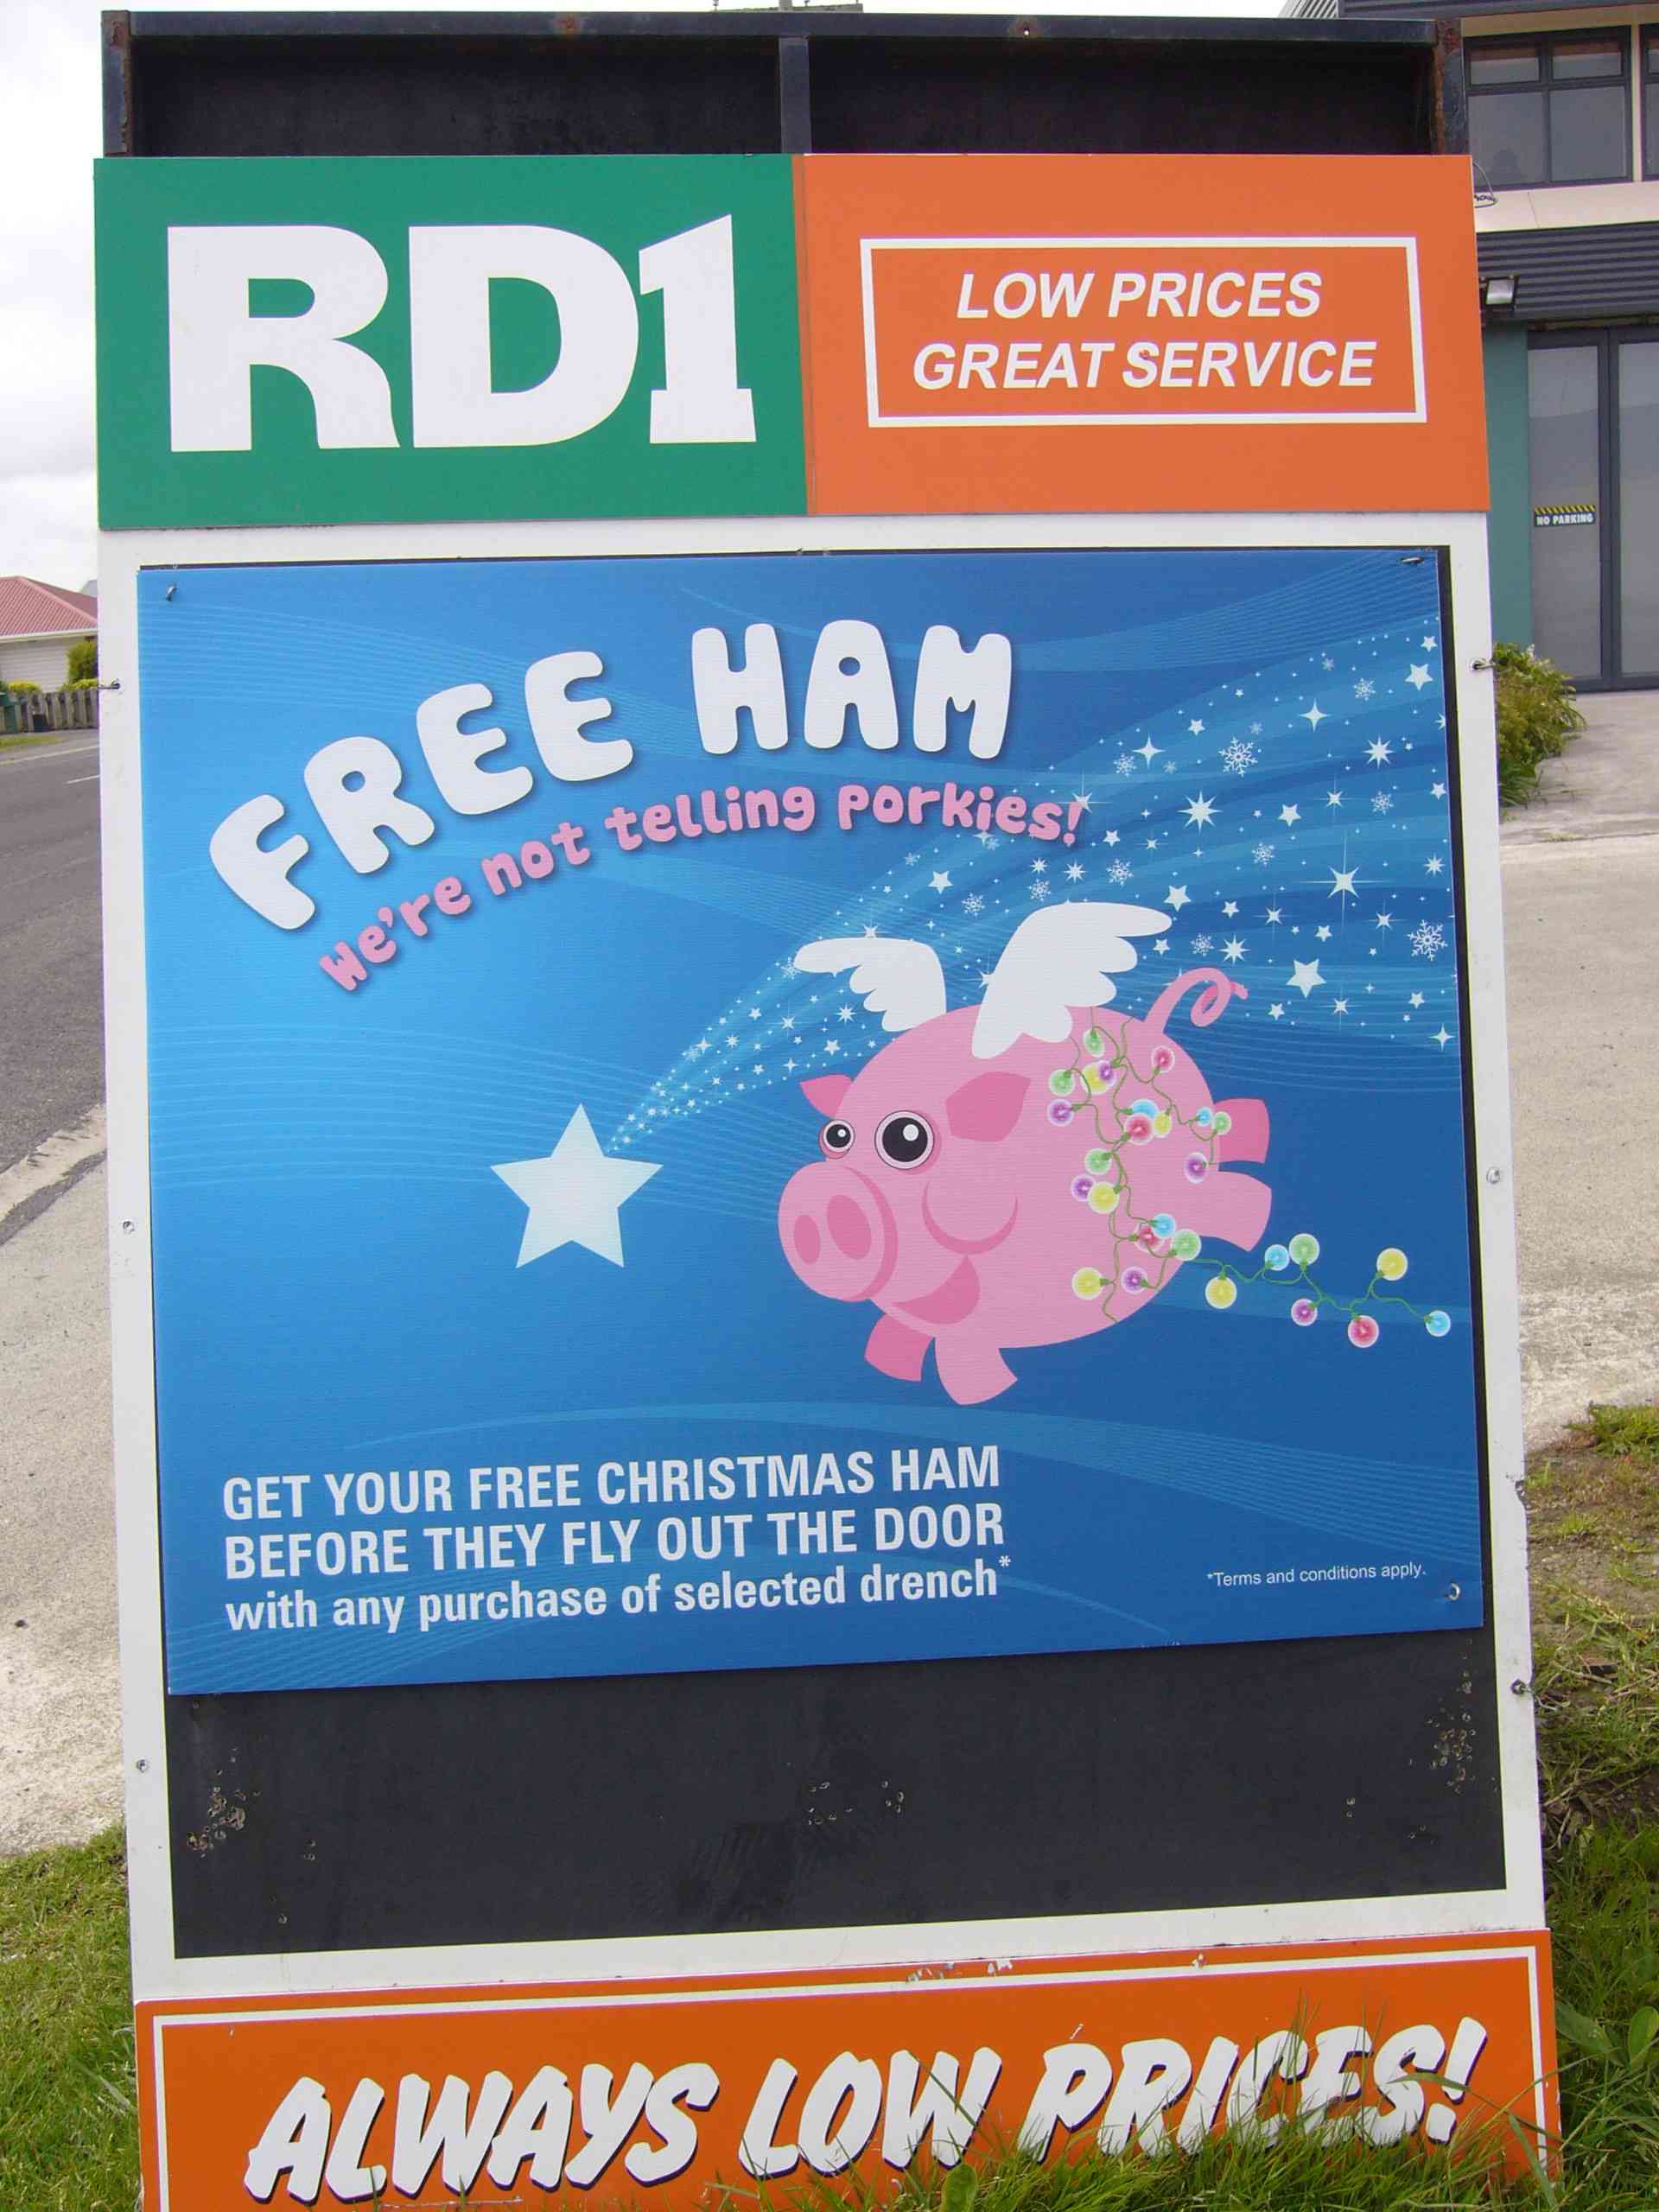 RD1
LOW PRICES
GREAT SERVICE
NO PARKING
FREE HAM
We're not telling porkies!
GET YOUR FREE CHRISTMAS HAM
BEFORE THEY FLY OUT THE DOOR
with any purchase of selected drench*
*Terms and conditions apply.
ALWAYS LOW PRICES!